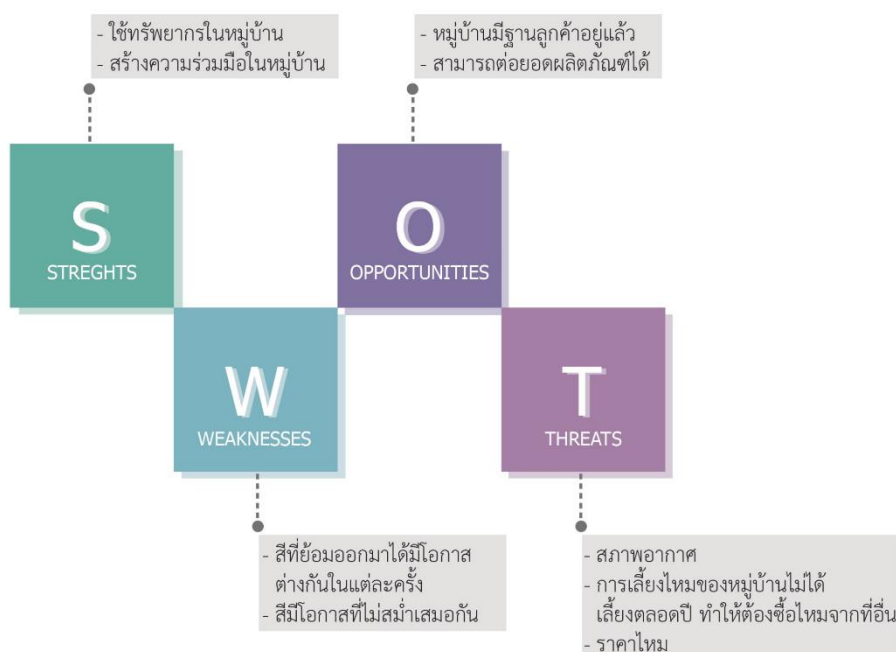 - ใช้ทรัพยากรในหมู่บ้าน
- สร้างความร่วมมือในหมู่บ้าน
- หมู่บ้านมีฐานลูกค้าอยู่แล้ว
- สามารถต่อยอดผลิตภัณฑ์ได้
S
STREGHTS
O
OPPORTUNITIES
W
WEAKNESSES
T
THREATS
- สีที่ย้อมออกมาได้มีโอกาส
ต่างกันในแต่ละครั้ง
- สีมีโอกาสที่ไม่สม่ำเสมอกัน
- สภาพอากาศ
- การเลี้ยงไหมของหมู่บ้านไม่ได้
เลี้ยงตลอดปี ทำให้ต้องซื้อไหมจากที่อื่น
- ราคาไหม